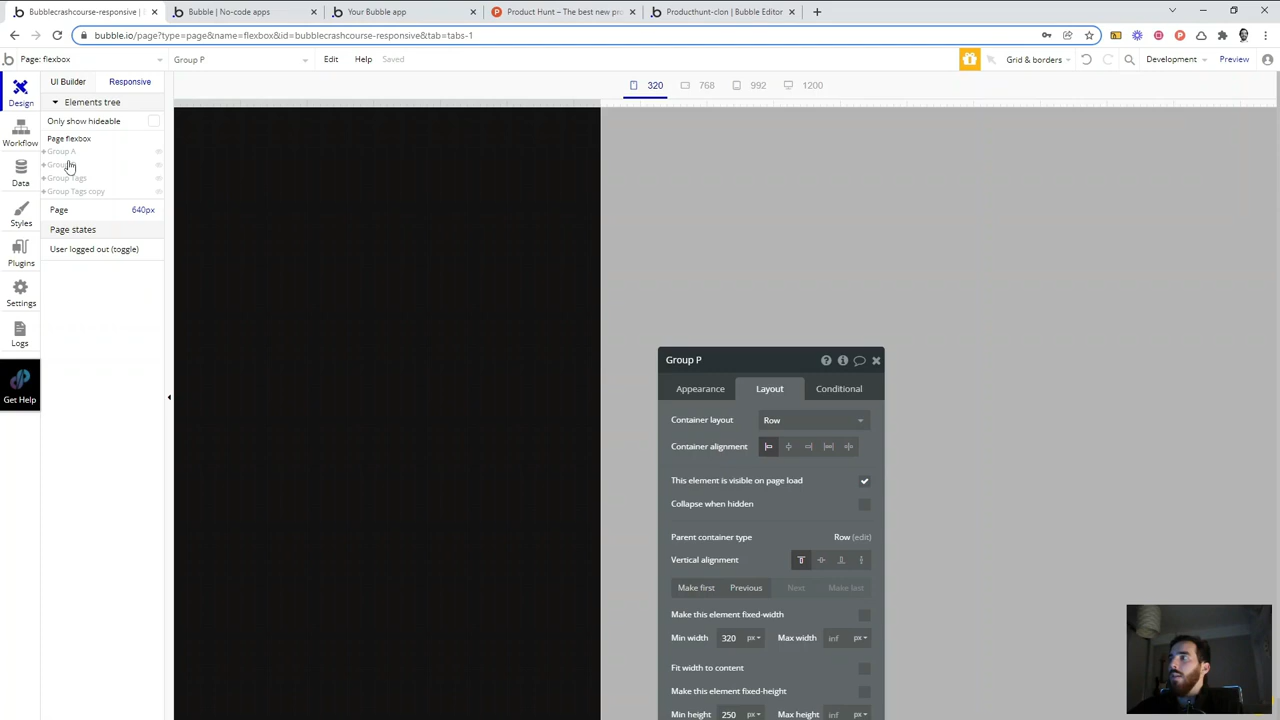 Bubblecrashcourse-responsive |
Bubble | No-code apps
Your Bubble app
Product Hunt – The best new pro
Producthunt-clon | Bubble Editor
bubble.io/page?type=page&name=flexbox&id=bubblecrashcourse-responsive&tab=tabs-1
Page: flexbox
Group P
Edit
Help
Saved
Grid & borders
Development
Preview
Design
Workflow
Data
Styles
Plugins
Settings
Logs
Get Help
UI Builder
Responsive
Elements tree
Only show hideable
Page flexbox
Group A
Group Tags
Group Tags copy
Page 640px
Page states
User logged out (toggle)
320
768
992
1200
Group P
Appearance
Layout
Conditional
Container layout Row
Container alignment
This element is visible on page load
Collapse when hidden
Parent container type Row (edit)
Vertical alignment
Make first Previous Next Make last
Make this element fixed-width
Min width 320 px Max width inf px
Fit width to content
Make this element fixed-height
Min height 250 px Max height inf px